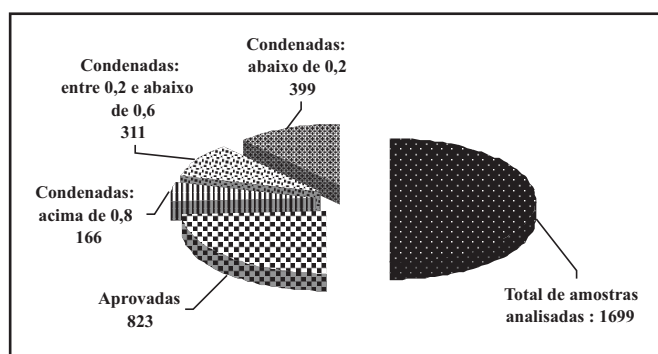 Condenadas:
abaixo de 0,2
399
Condenadas:
entre 0,2 e abaixo
de 0,6
311
Condenadas:
acima de 0,8
166
Aprovadas
823
Total de amostras
analisadas : 1699